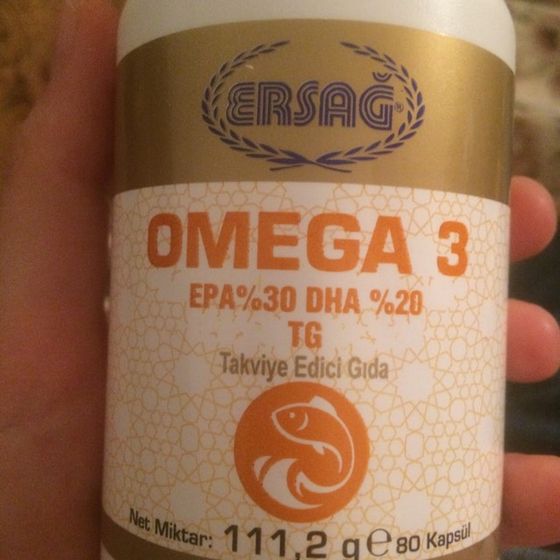 ERSAĞ®
OMEGA 3
EPA%30 DHA %20
TG
Takviye Edici Gıda
Net Miktar: 111,2 g ℮ 80 Kapsül